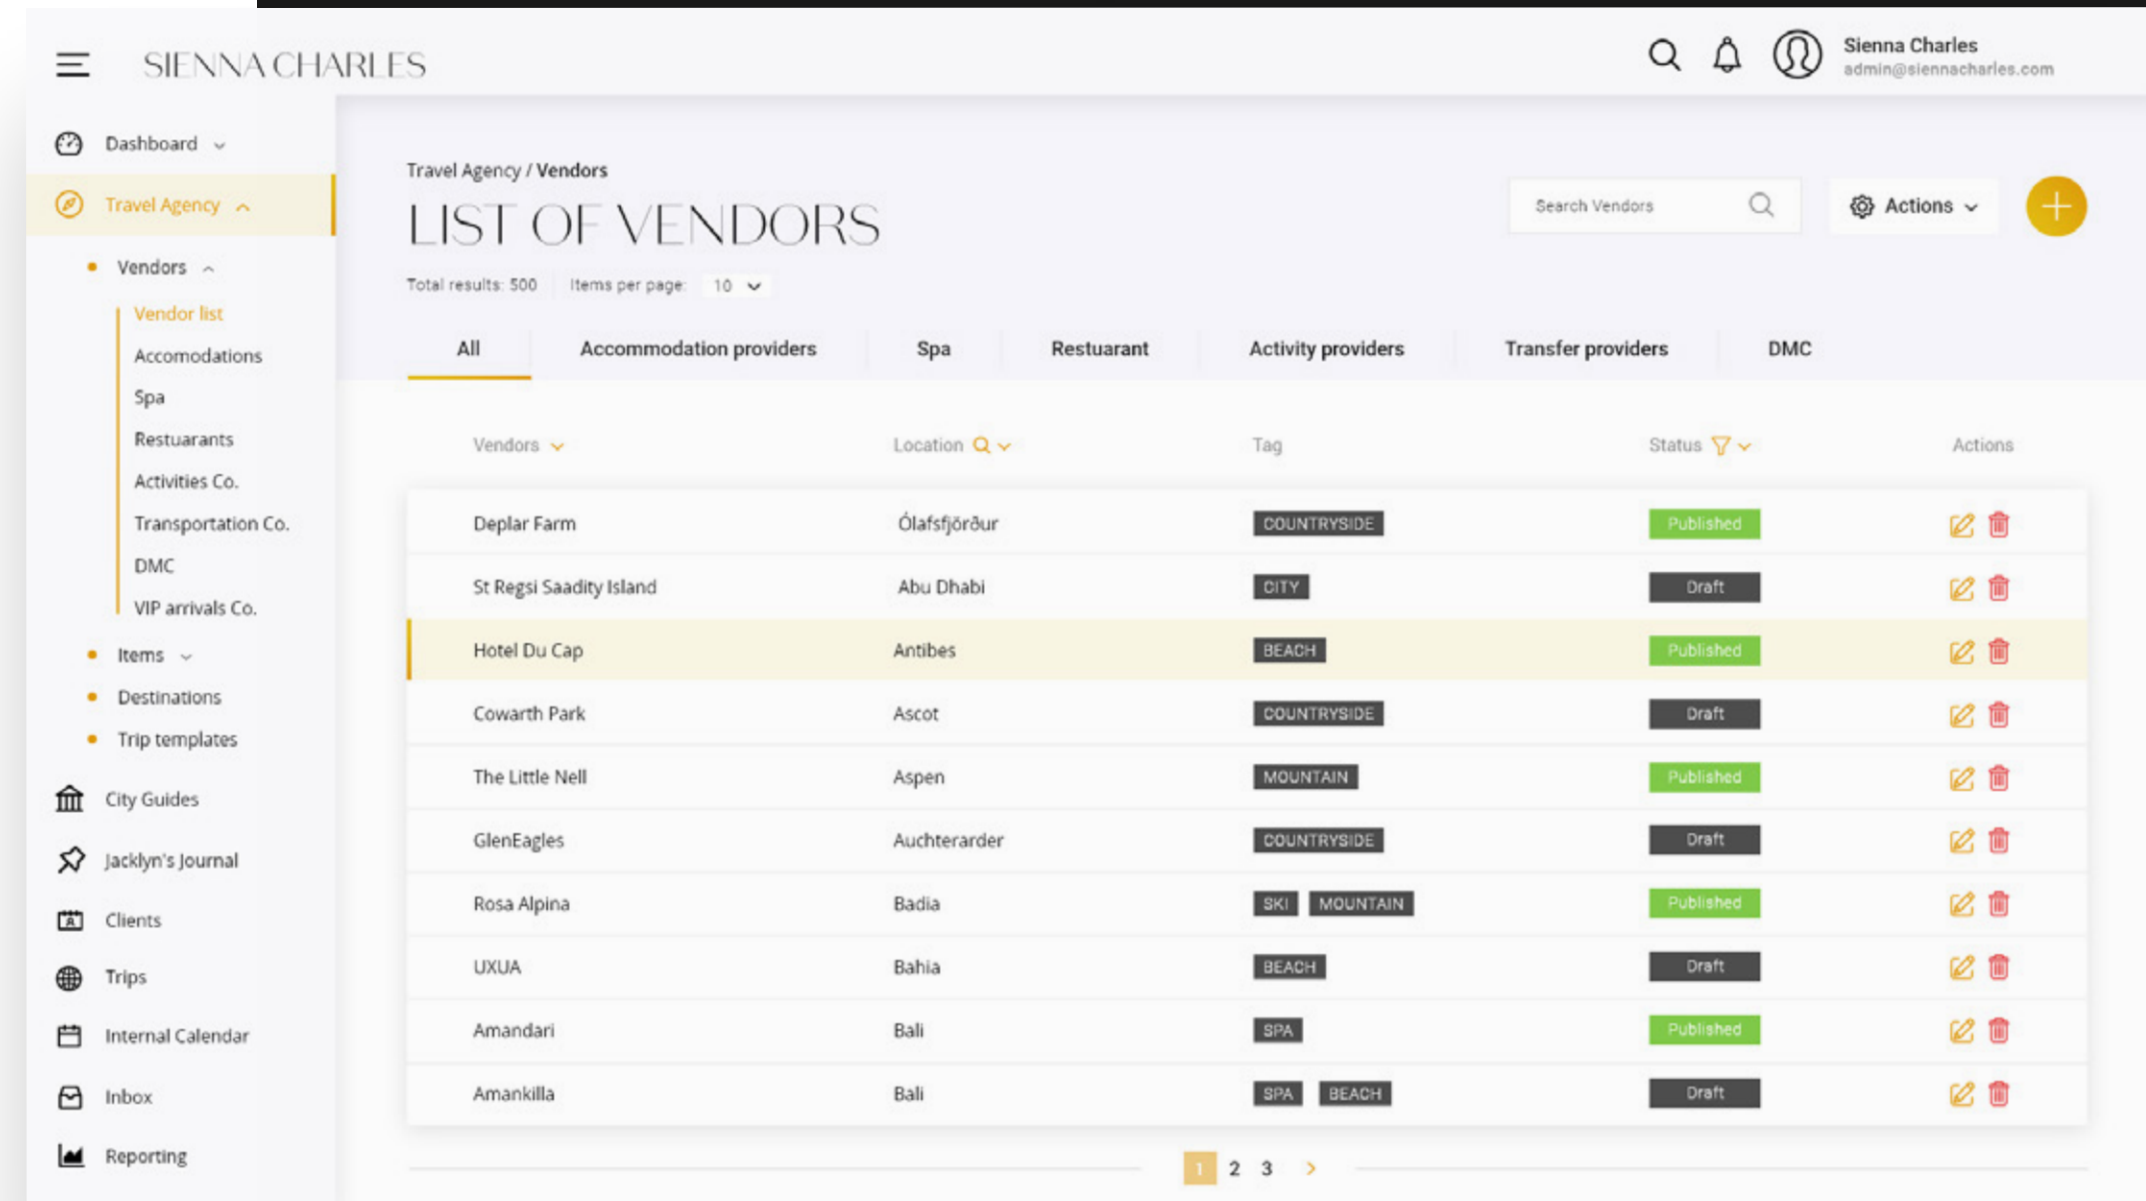 SIENNA CHARLES
Sienna Charles
admin@siennacharles.com
Dashboard
Travel Agency
Vendors
Vendor list
Accomodations
Spa
Restuarants
Activities Co.
Transportation Co.
DMC
VIP arrivals Co.
Items
Destinations
Trip templates
City Guides
Jacklyn's Journal
Clients
Trips
Internal Calendar
Inbox
Reporting
Travel Agency / Vendors
LIST OF VENDORS
Search Vendors
Actions
Total results: 500 Items per page: 10
All Accommodation providers Spa Restuarant Activity providers Transfer providers DMC
Vendors Location Tag Status Actions
Deplar Farm Ólafsfjörður COUNTRYSIDE Published
St Regsi Saadity Island Abu Dhabi CITY Draft
Hotel Du Cap Antibes BEACH Published
Cowarth Park Ascot COUNTRYSIDE Draft
The Little Nell Aspen MOUNTAIN Published
GlenEagles Auchterarder COUNTRYSIDE Draft
Rosa Alpina Badia SKI MOUNTAIN Published
UXUA Bahia BEACH Draft
Amandari Bali SPA Published
Amankilla Bali SPA BEACH Draft
1 2 3